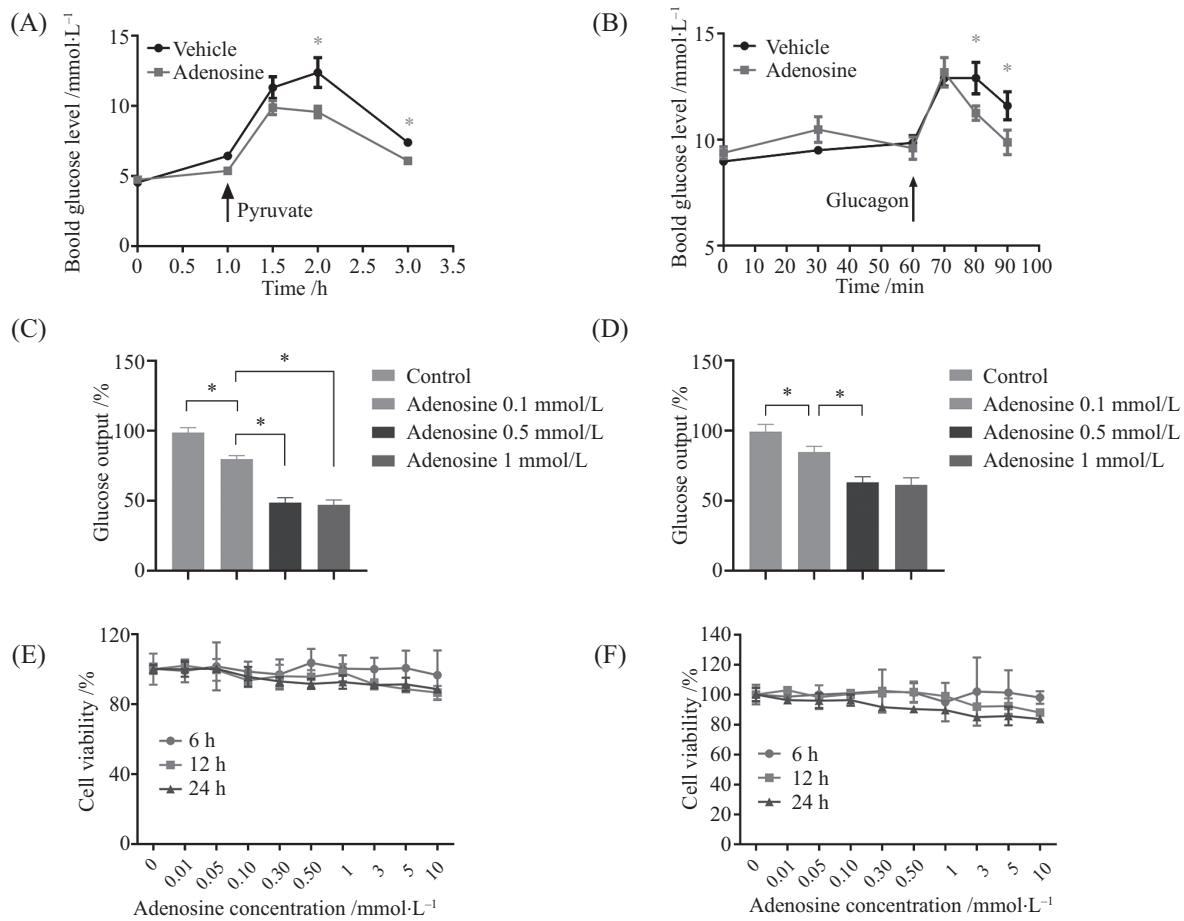 (A)
Boold glucose level /mmol·L⁻¹
15
10
5
0
Vehicle
Adenosine
*
*
Pyruvate
0 0.5 1.0 1.5 2.0 2.5 3.0 3.5
Time /h
(B)
Boold glucose level /mmol·L⁻¹
15
10
5
Vehicle
Adenosine
*
*
Glucagon
0 10 20 30 40 50 60 70 80 90 100
Time /min
(C)
Glucose output /%
150
100
50
0
*
*
*
Control
Adenosine 0.1 mmol/L
Adenosine 0.5 mmol/L
Adenosine 1 mmol/L
(D)
Glucose output /%
150
100
50
0
*
*
Control
Adenosine 0.1 mmol/L
Adenosine 0.5 mmol/L
Adenosine 1 mmol/L
(E)
Cell viability /%
120
80
40
0
6 h
12 h
24 h
0 0.01 0.05 0.10 0.30 0.50 1 3 5 10
Adenosine concentration /mmol·L⁻¹
(F)
Cell viability /%
140
120
100
80
60
40
20
0
6 h
12 h
24 h
0 0.01 0.05 0.10 0.30 0.50 1 3 5 10
Adenosine concentration /mmol·L⁻¹